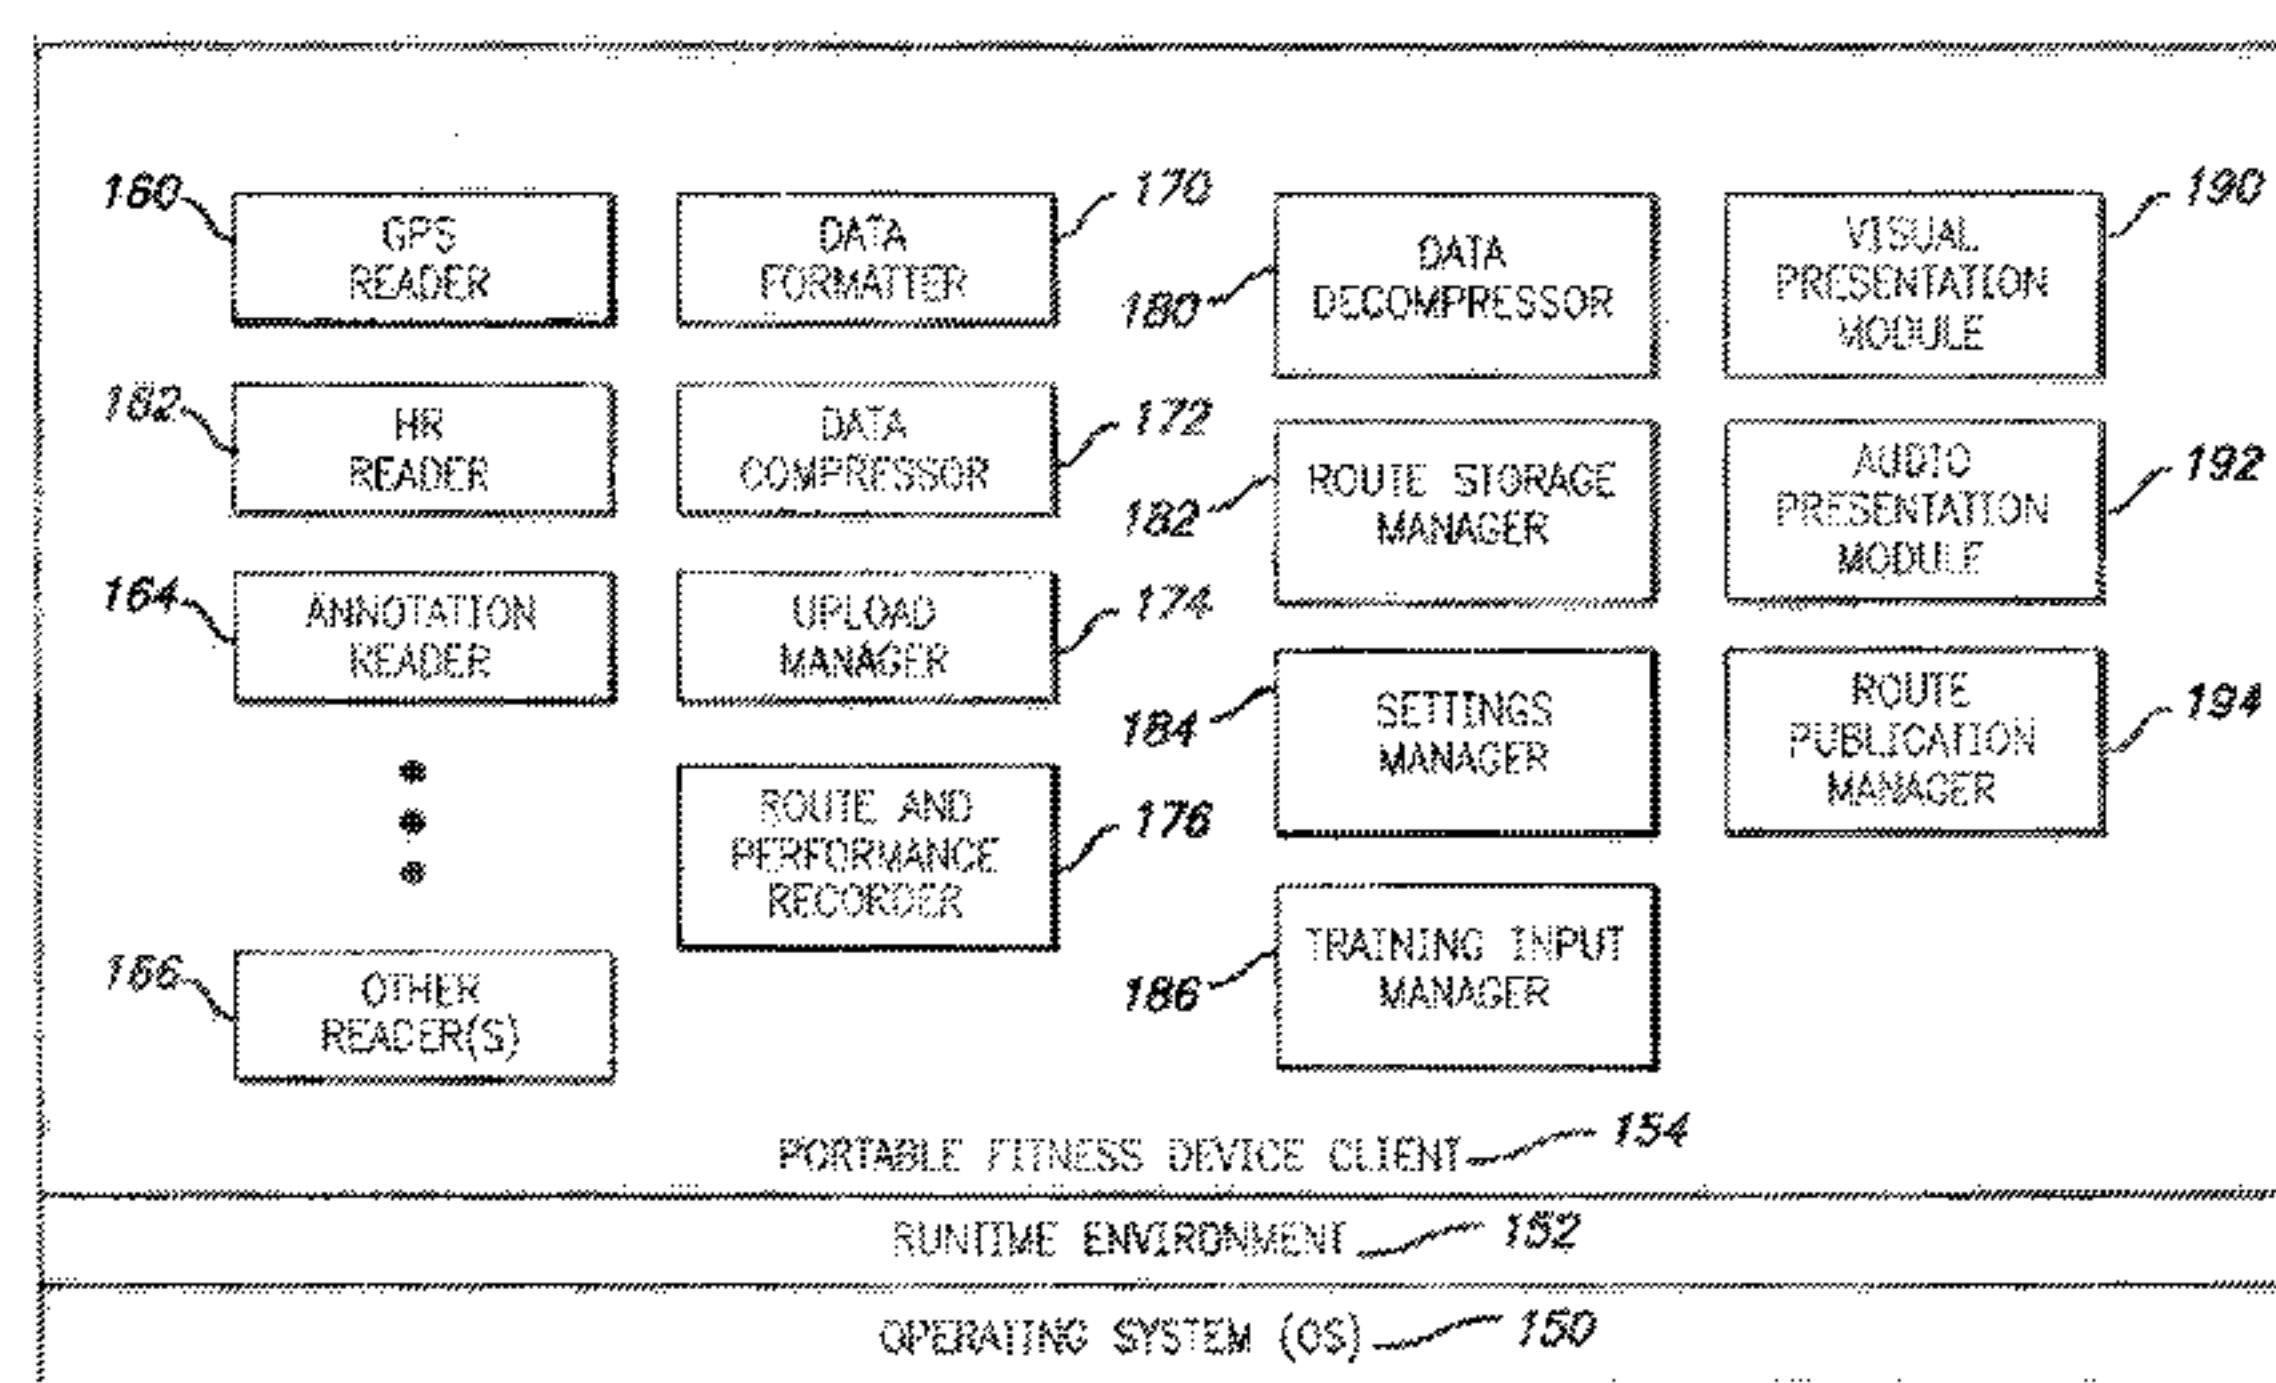 160
GPS
READER
DATA
FORMATTER
170
180
DATA
DECOMPRESSOR
VISUAL
PRESENTATION
MODULE
190
162
HR
READER
DATA
COMPRESSOR
172
182
ROUTE STORAGE
MANAGER
AUDIO
PRESENTATION
MODULE
192
164
ANNOTATION
READER
UPLOAD
MANAGER
174
184
SETTINGS
MANAGER
ROUTE
PUBLICATION
MANAGER
194
ROUTE AND
PERFORMANCE
RECORDER
176
166
OTHER
READER(S)
186
TRAINING INPUT
MANAGER
PORTABLE FITNESS DEVICE CLIENT 154
RUNTIME ENVIRONMENT 152
OPERATING SYSTEM (OS) 150